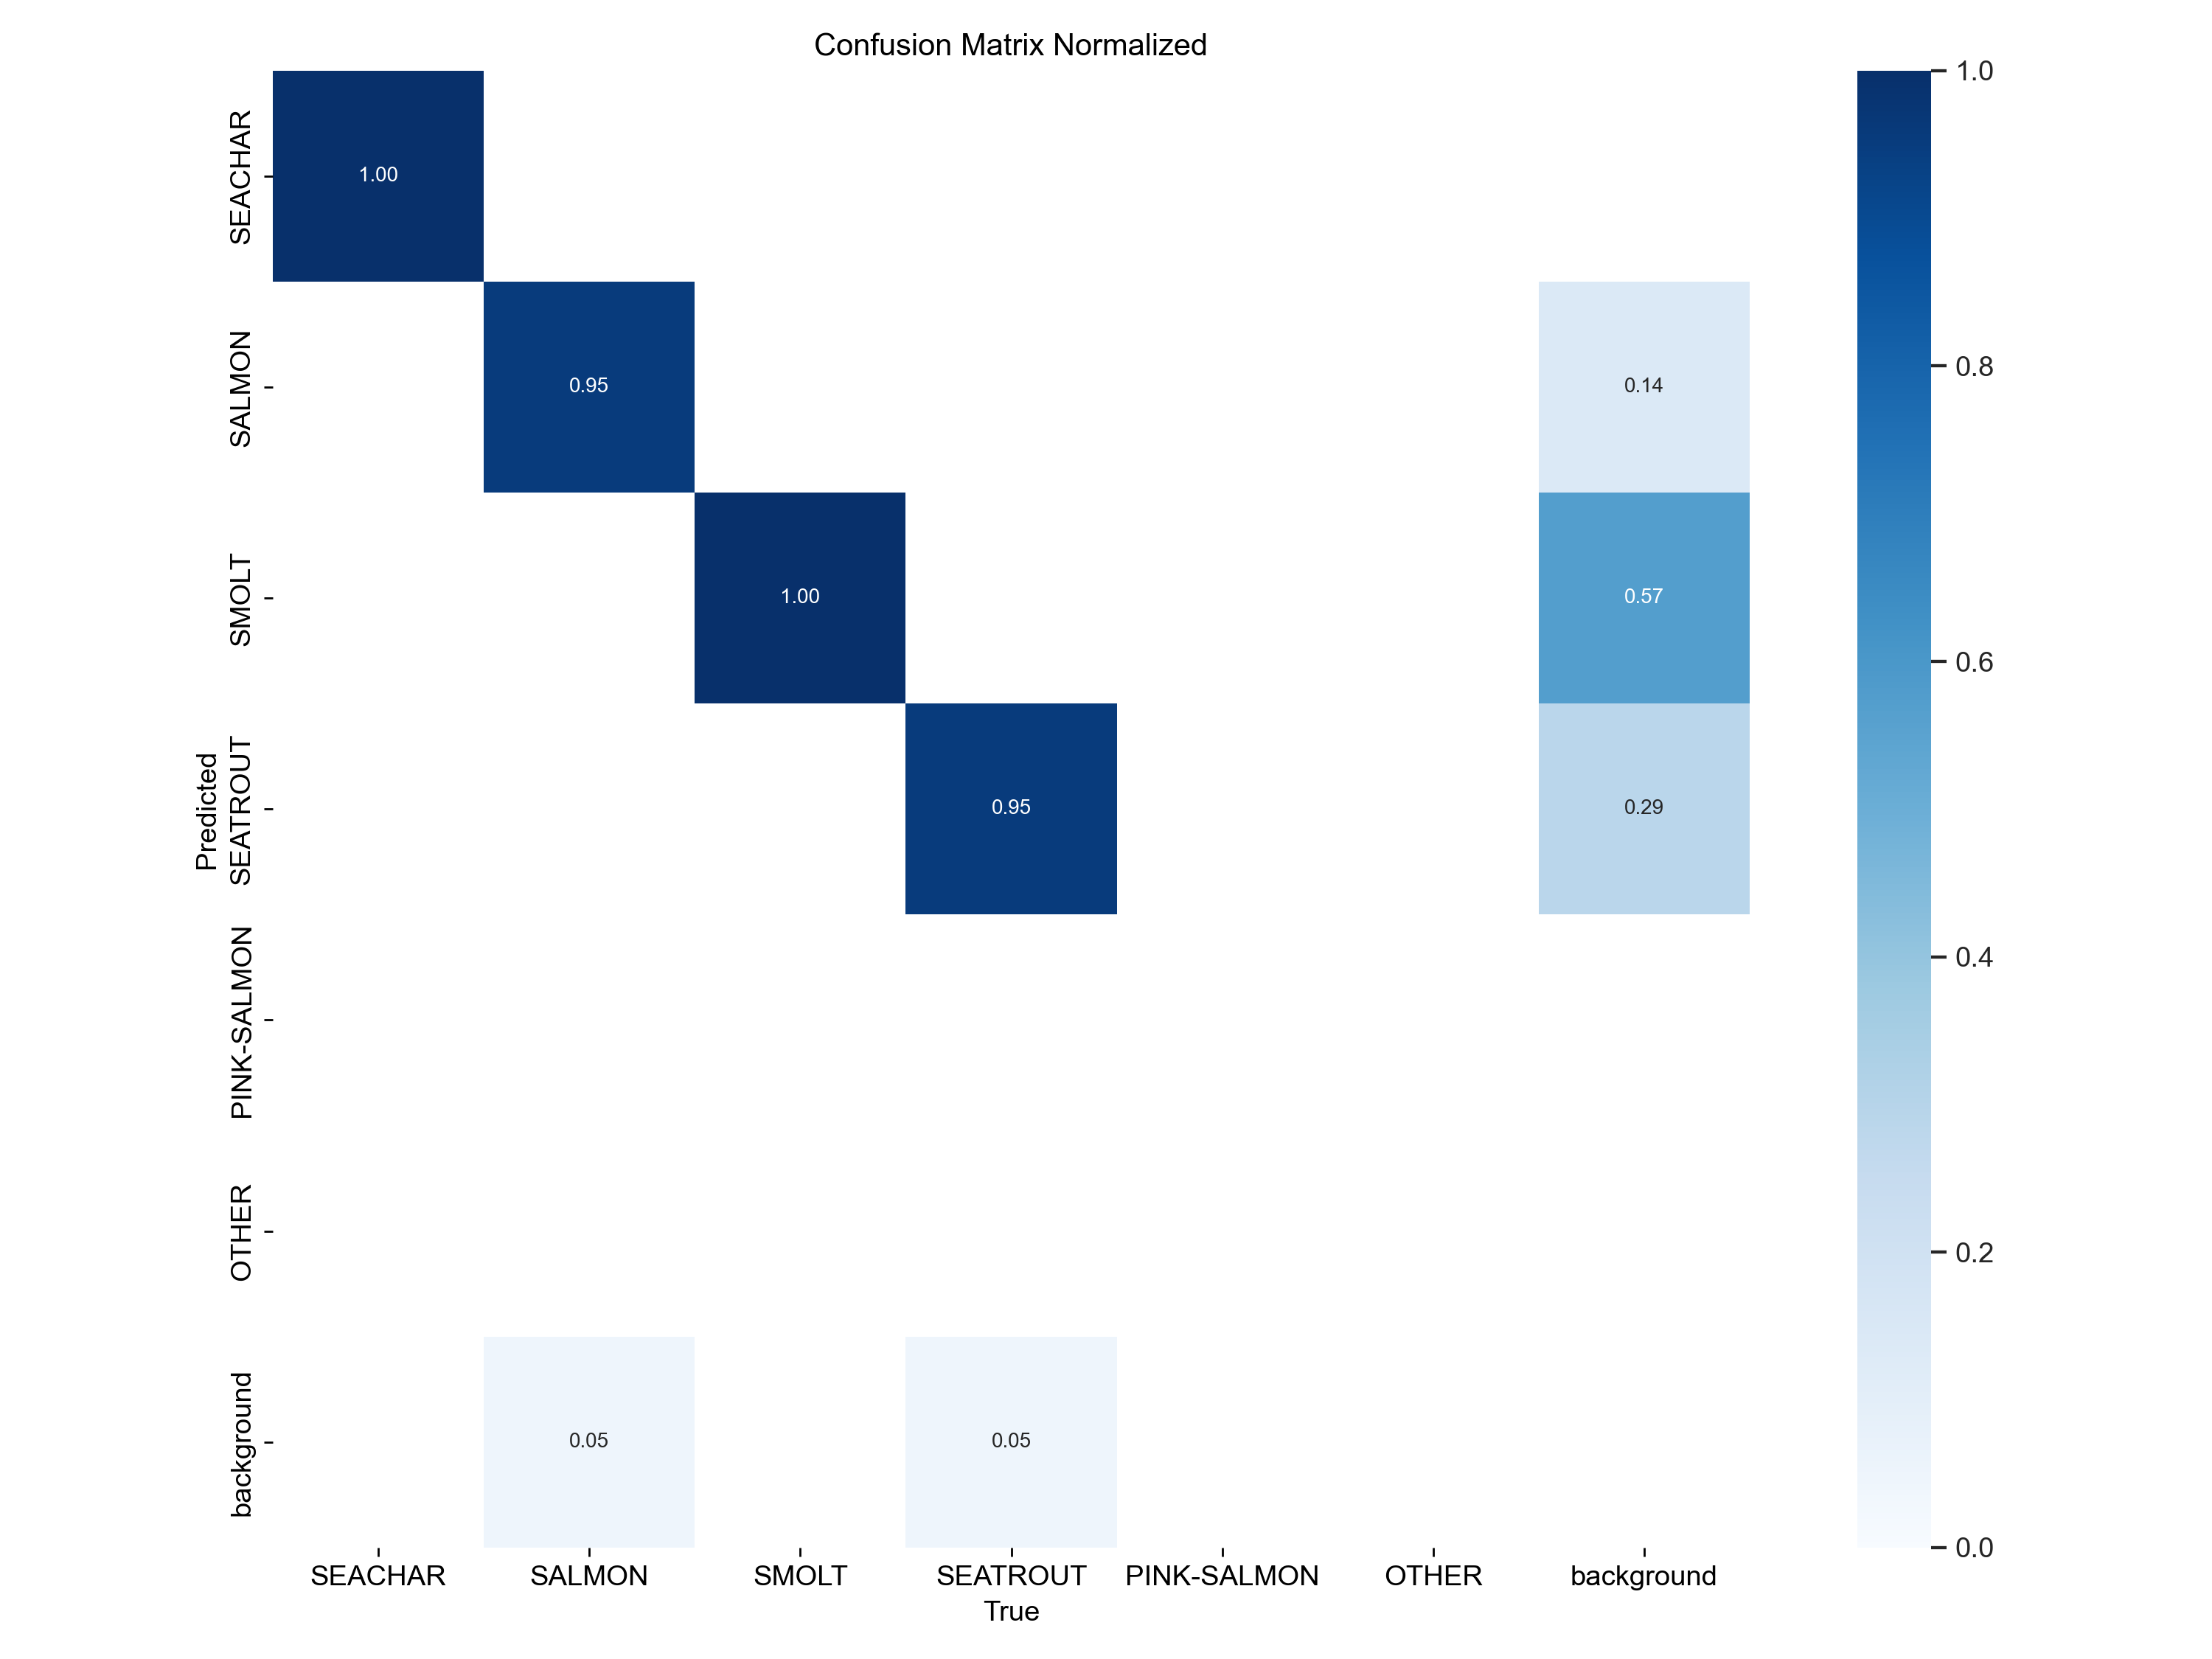 Confusion Matrix Normalized
SEACHAR
SALMON
SMOLT
SEATROUT
PINK-SALMON
OTHER
background
Predicted
1.00
0.95
0.14
1.00
0.57
0.95
0.29
0.05
0.05
SEACHAR SALMON SMOLT SEATROUT PINK-SALMON OTHER background
True
1.0
0.8
0.6
0.4
0.2
0.0